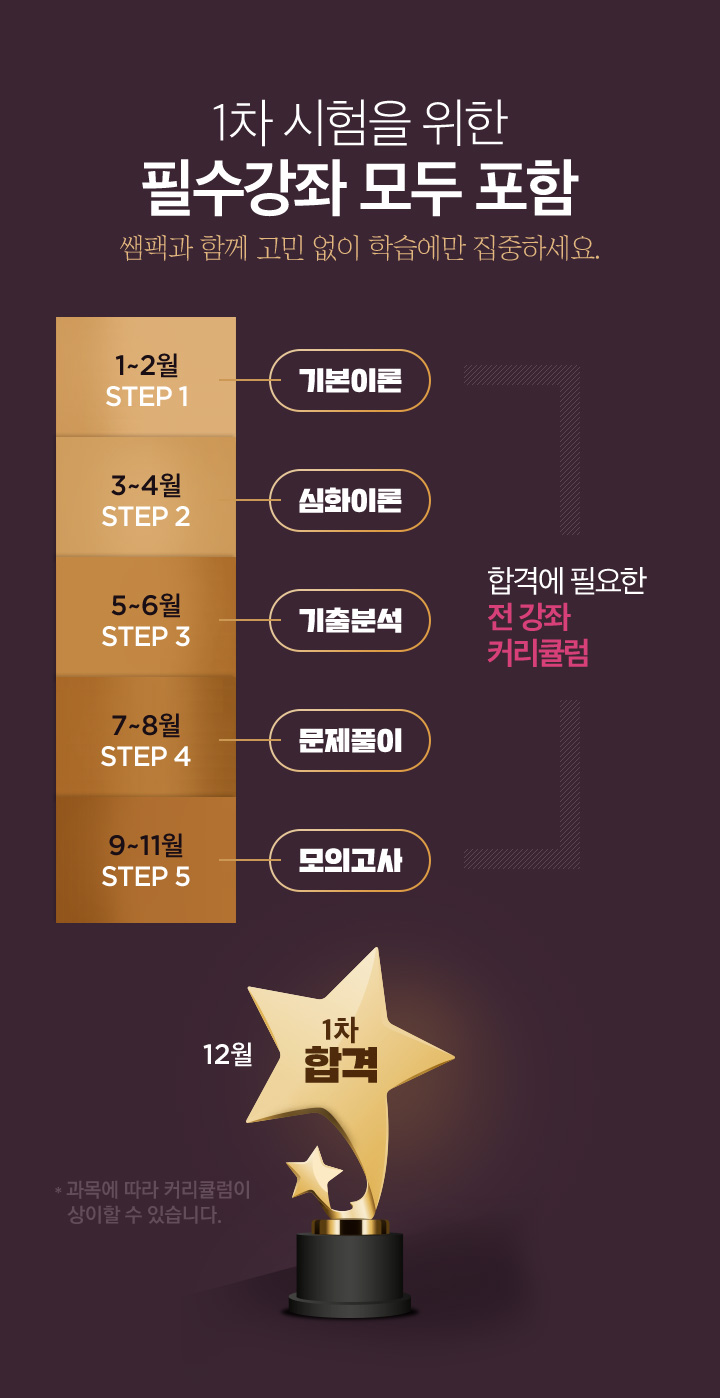 1차 시험을 위한
필수강좌 모두 포함
쌤팩과 함께 고민 없이 학습에만 집중하세요.
1~2월
STEP 1
기본이론
3~4월
STEP 2
심화이론
5~6월
STEP 3
기출분석
합격에 필요한
전 강좌
커리큘럼
7~8월
STEP 4
문제풀이
9~11월
STEP 5
모의고사
12월
1차
합격
* 과목에 따라 커리큘럼이
상이할 수 있습니다.